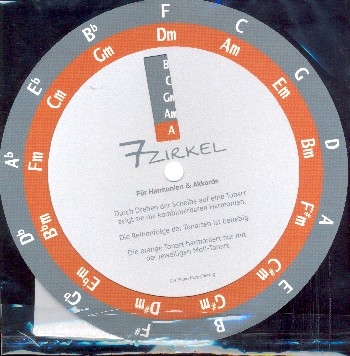 F
C
G
D
A
E
B
F#
G♭
D♭
A♭
E♭
B♭
Dm
Am
Em
Bm
F#m
C#m
G#m
D#m
E♭m
B♭m
Fm
Cm
Gm
B
C
Gm
Am
A
7ZIRKEL
Für Harmonien & Akkorde
Durch Drehen der Scheibe auf eine Tonart
zeigt sie die kombinierbaren Harmonien.
Die Reihenfolge der Tonarten ist beliebig
Die orange Tonart harmoniert nur mit
der jeweiligen Moll-Tonart